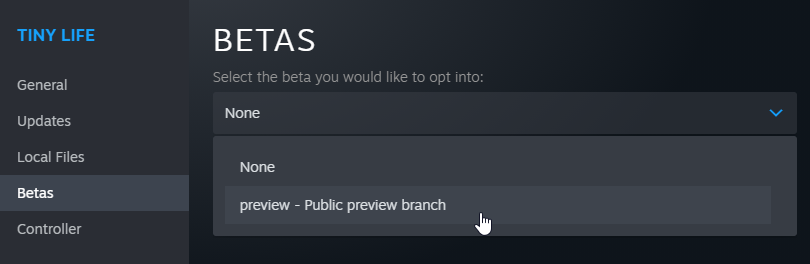 TINY LIFE
General
Updates
Local Files
Betas
Controller
BETAS
Select the beta you would like to opt into:
None
None
preview - Public preview branch